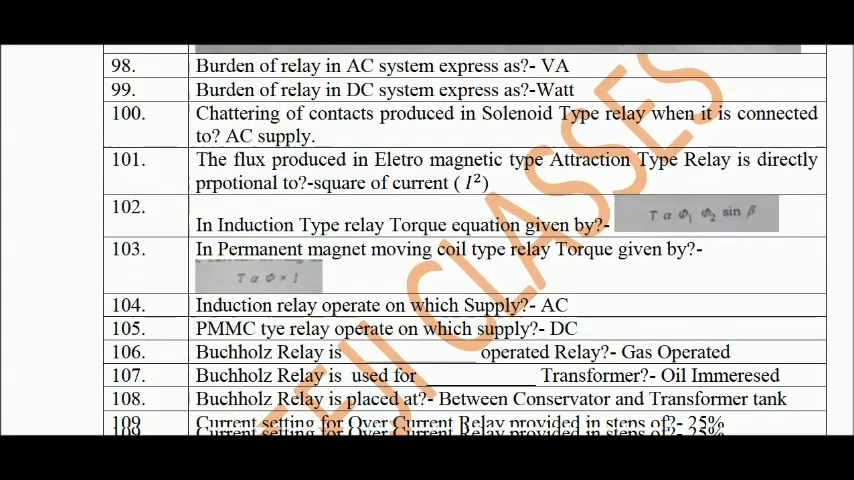 98. Burden of relay in AC system express as?- VA
99. Burden of relay in DC system express as?-Watt
100. Chattering of contacts produced in Solenoid Type relay when it is connected
to? AC supply.
101. The flux produced in Eletro magnetic type Attraction Type Relay is directly
prpotional to?-square of current ( I²)
102. In Induction Type relay Torque equation given by?- T α Φ₁ Φ₂ sin β
103. In Permanent magnet moving coil type relay Torque given by?-
T α Φ × I
104. Induction relay operate on which Supply?- AC
105. PMMC tye relay operate on which supply?- DC
106. Buchholz Relay is ______________ operated Relay?- Gas Operated
107. Buchholz Relay is used for ____________ Transformer?- Oil Immeresed
108. Buchholz Relay is placed at?- Between Conservator and Transformer tank
109 Current setting for Over Current Relay provided in steps of?- 25%
EJI CLASSES